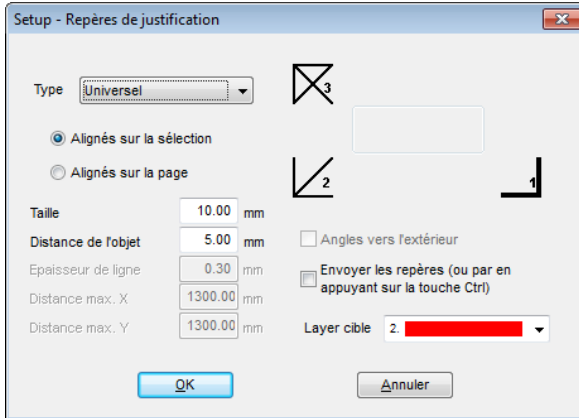 Setup - Repères de justification
Type Universel
3
Alignés sur la sélection
Alignés sur la page
2
1
Taille 10.00 mm
Distance de l'objet 5.00 mm
Angles vers l'extérieur
Epaisseur de ligne 0.30 mm
Envoyer les repères (ou par en
appuyant sur la touche Ctrl)
Distance max. X 1300.00 mm
Distance max. Y 1300.00 mm
Layer cible 2.
OK
Annuler